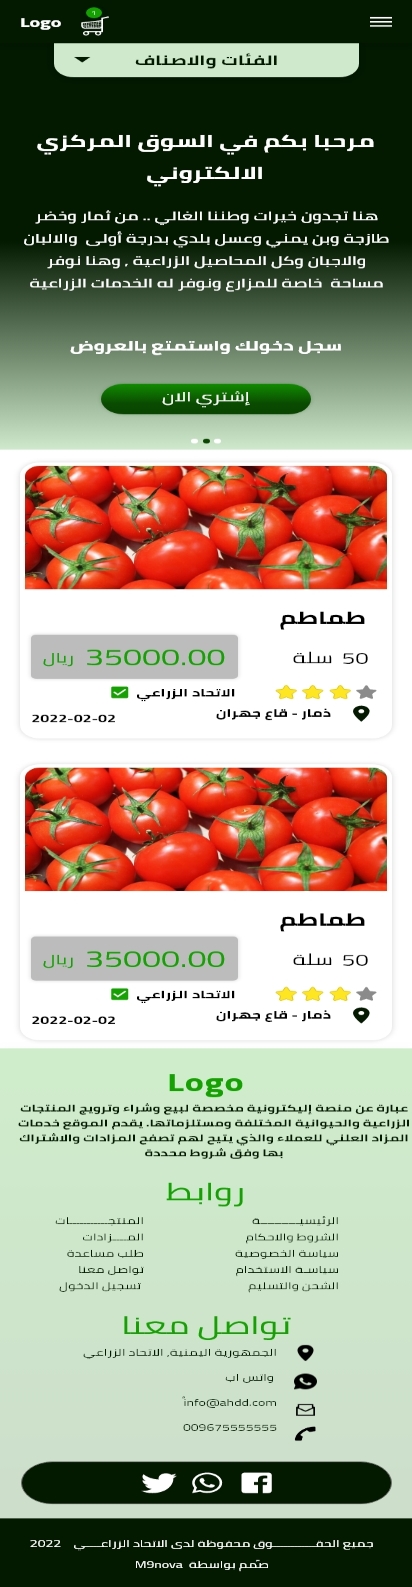 Logo
٦
الفئات والاصناف
مرحبا بكم في السوق المركزي
الالكتروني
هنا تجدون خيرات وطننا الغالي .. من ثمار وخضر
طازجة وبن يمني وعسل بلدي بدرجة أولى والالبان
والاجبان وكل المحاصيل الزراعية , وهنا نوفر
مساحة خاصة للمزارع ونوفر له الخدمات الزراعية
سجل دخولك واستمتع بالعروض
إشتري الان
طماطم
50 سلة
35000.00 ريال
الاتحاد الزراعي
ذمار - قاع جهران
2022-02-02
طماطم
50 سلة
35000.00 ريال
الاتحاد الزراعي
ذمار - قاع جهران
2022-02-02
Logo
عبارة عن منصة إليكترونية مخصصة لبيع وشراء وترويج المنتجات
الزراعية والحيوانية المختلفة ومستلزماتها. يقدم الموقع خدمات
المزاد العلني للعملاء والذي يتيح لهم تصفح المزادات والاشتراك
بها وفق شروط محددة
روابط
الرئيسيـــــــــــة
المنتجـــــــــــات
الشروط والاحكام
المـــــزادات
سياسة الخصوصية
طلب مساعدة
سياسـة الاستخدام
تواصل معنا
الشحن والتسليم
تسجيل الدخول
تواصل معنا
الجمهورية اليمنية, الاتحاد الزراعي
واتس اب
info@ahdd.com
009675555555
جميع الحقـــــــــــــوق محفوظة لدى الاتحاد الزراعـــــي 2022
صّمم بواسطة M9nova